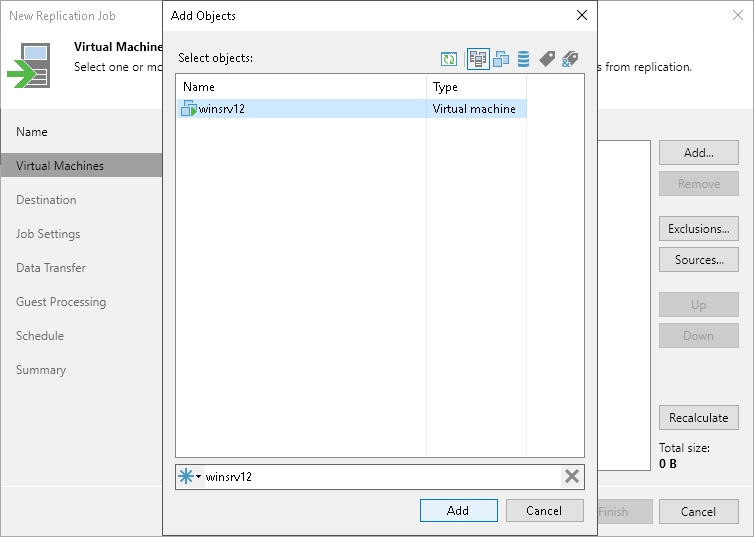 New Replication Job
Virtual Machin
Select one or mo
s from replication.
Name
Virtual Machines
Destination
Job Settings
Data Transfer
Guest Processing
Schedule
Summary
Add Objects
Select objects:
Name Type
winsrv12 Virtual machine
winsrv12
Add Cancel
Add...
Remove
Exclusions...
Sources...
Up
Down
Recalculate
Total size:
0 B
Finish Cancel